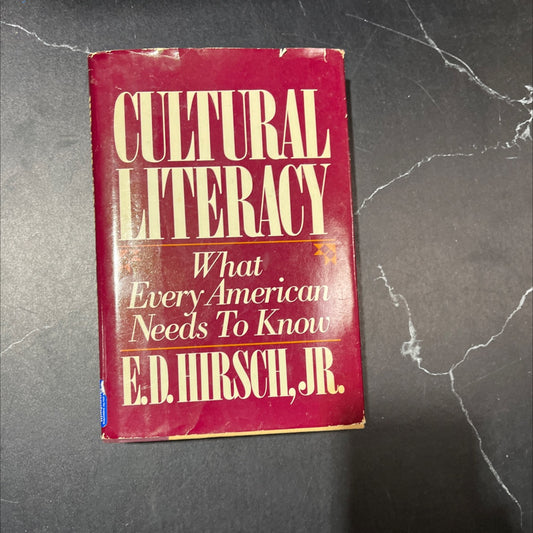 CULTURAL
LITERACY
What
Every American
Needs To Know
E.D. HIRSCH, JR.